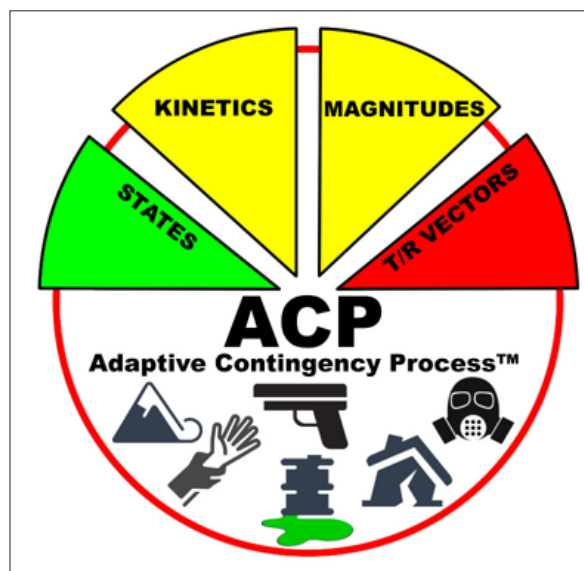 STATES
KINETICS
MAGNITUDES
T/R VECTORS
ACP
Adaptive Contingency Process™